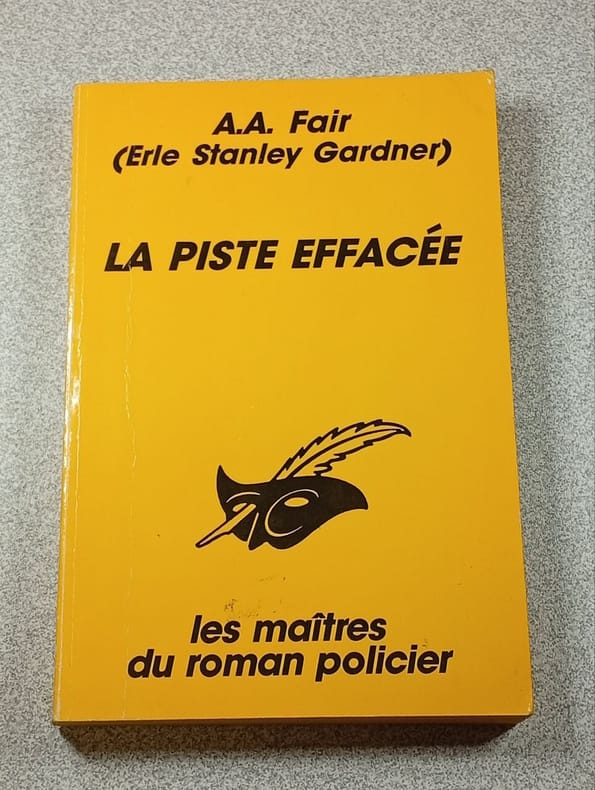 A.A. Fair
(Erle Stanley Gardner)
LA PISTE EFFACÉE
les maîtres
du roman policier